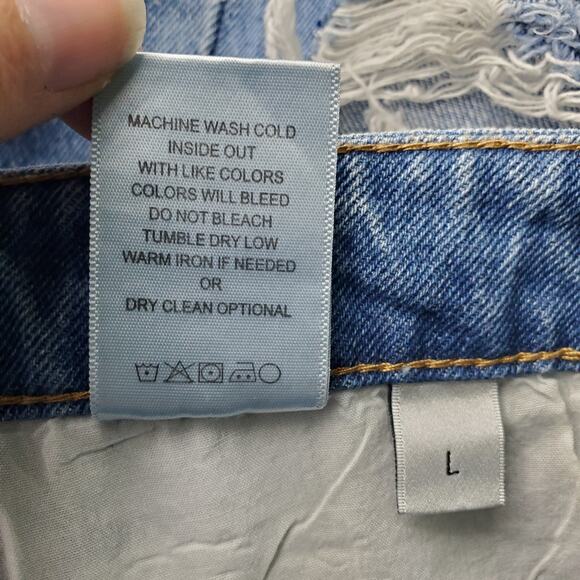 MACHINE WASH COLD
INSIDE OUT
WITH LIKE COLORS
COLORS WILL BLEED
DO NOT BLEACH
TUMBLE DRY LOW
WARM IRON IF NEEDED
OR
DRY CLEAN OPTIONAL
L